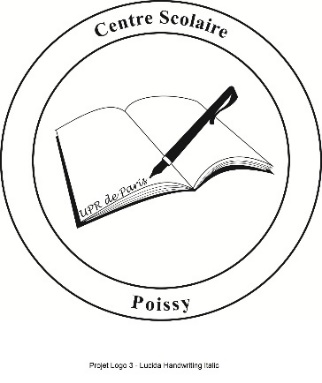 Centre Scolaire
UPR de Paris
Poissy
Projet Logo 3 - Lucida Handwriting Italic